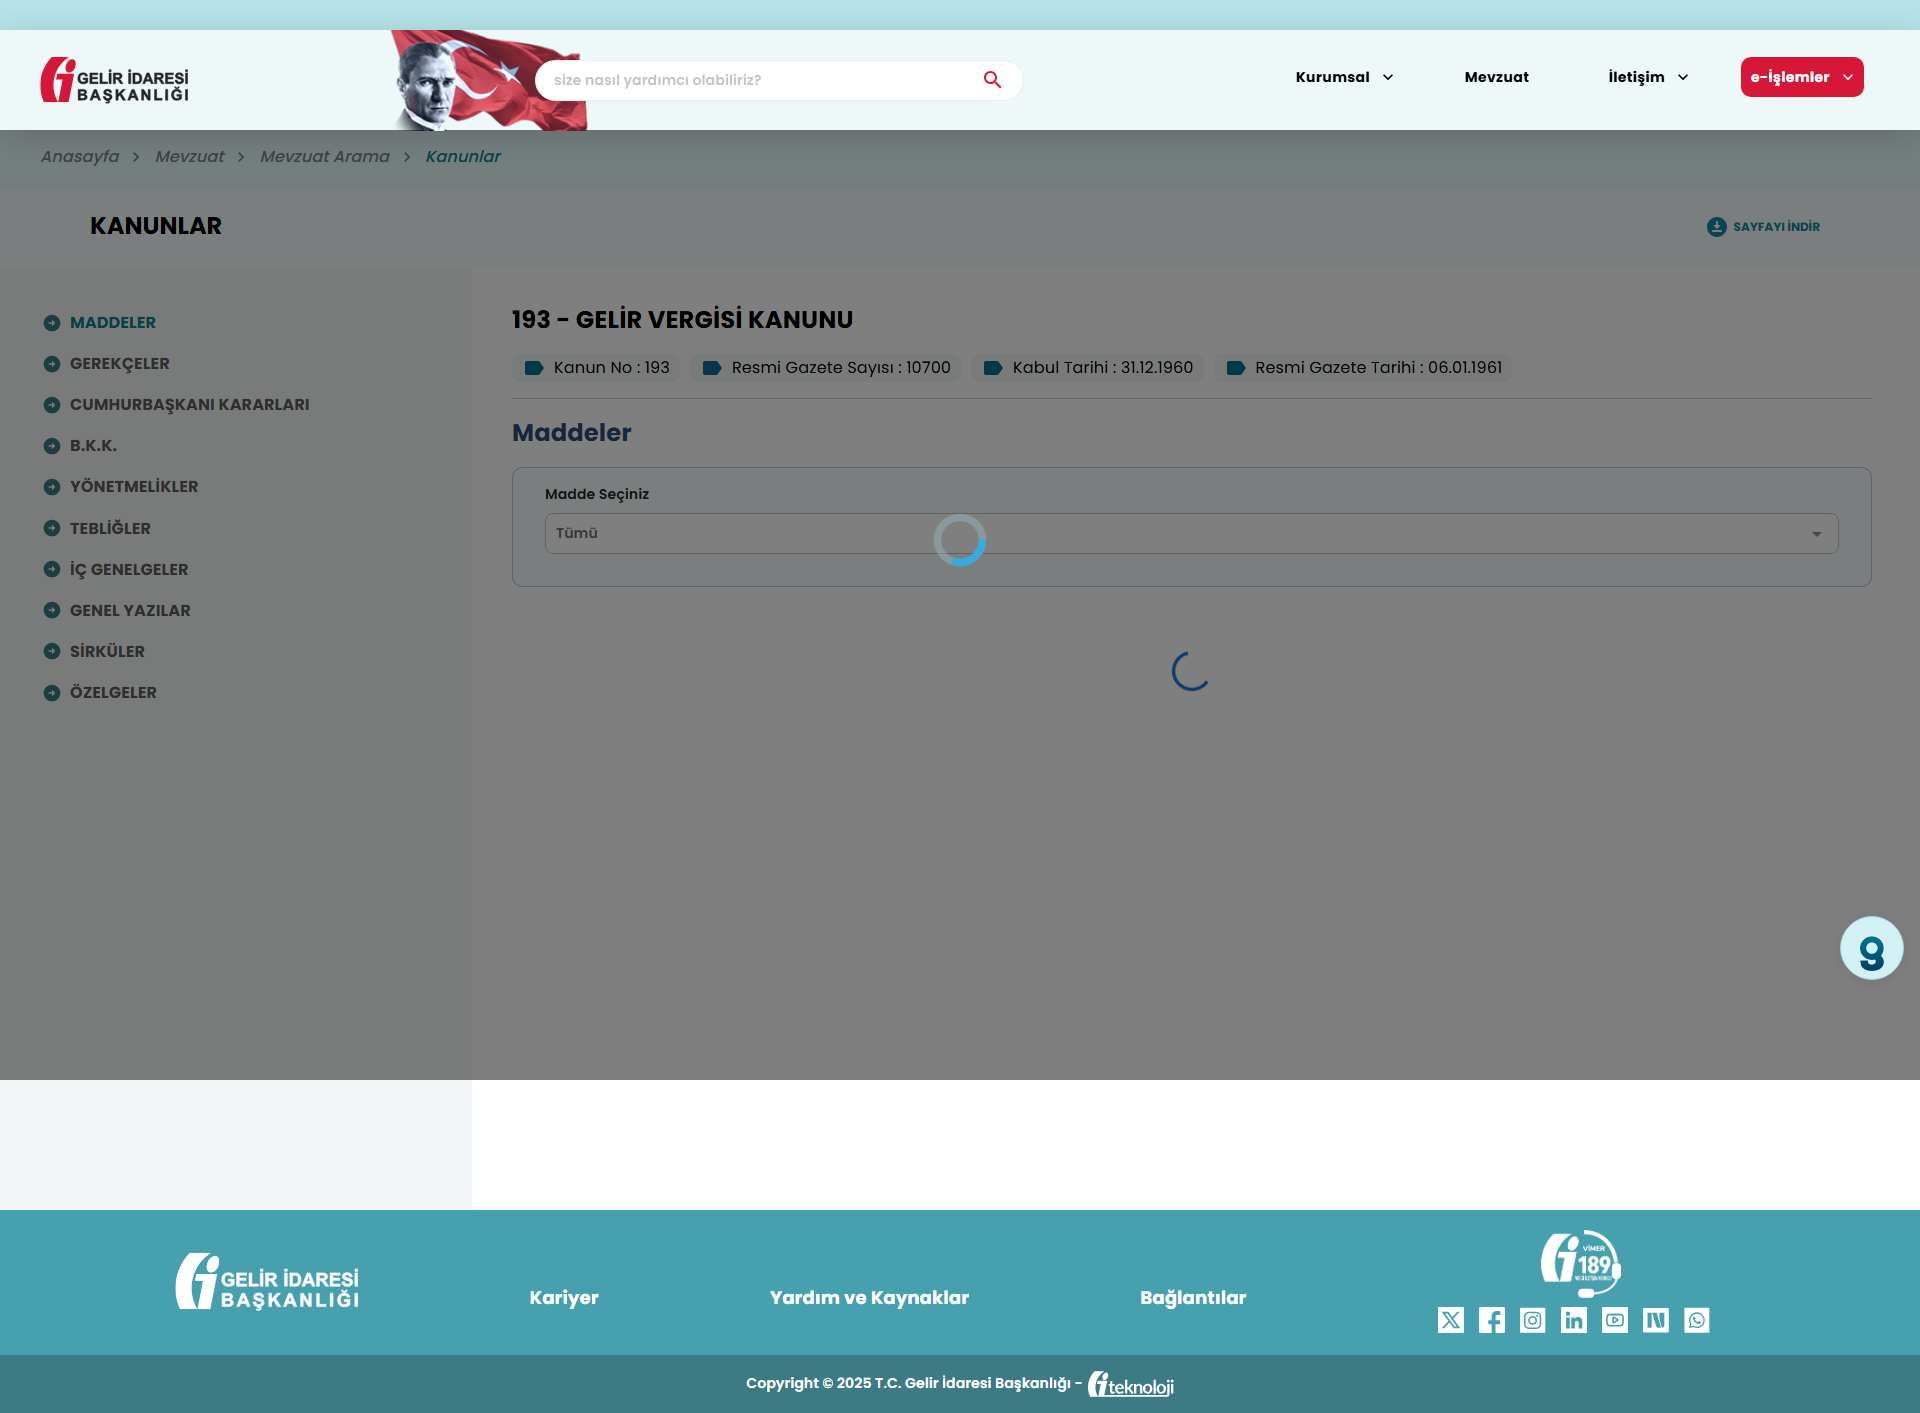 GELİR İDARESİ
BAŞKANLIĞI
size nasıl yardımcı olabiliriz?
Kurumsal
Mevzuat
İletişim
e-İşlemler
Anasayfa > Mevzuat > Mevzuat Arama > Kanunlar
KANUNLAR
SAYFAYI İNDİR
MADDELER
GEREKÇELER
CUMHURBAŞKANI KARARLARI
B.K.K.
YÖNETMELİKLER
TEBLİĞLER
İÇ GENELGELER
GENEL YAZILAR
SİRKÜLER
ÖZELGELER
193 - GELİR VERGİSİ KANUNU
Kanun No : 193 Resmi Gazete Sayısı : 10700 Kabul Tarihi : 31.12.1960 Resmi Gazete Tarihi : 06.01.1961
Maddeler
Madde Seçiniz
Tümü
GELİR İDARESİ
BAŞKANLIĞI
Kariyer
Yardım ve Kaynaklar
Bağlantılar
VİMER
189
Copyright © 2025 T.C. Gelir İdaresi Başkanlığı - teknoloji